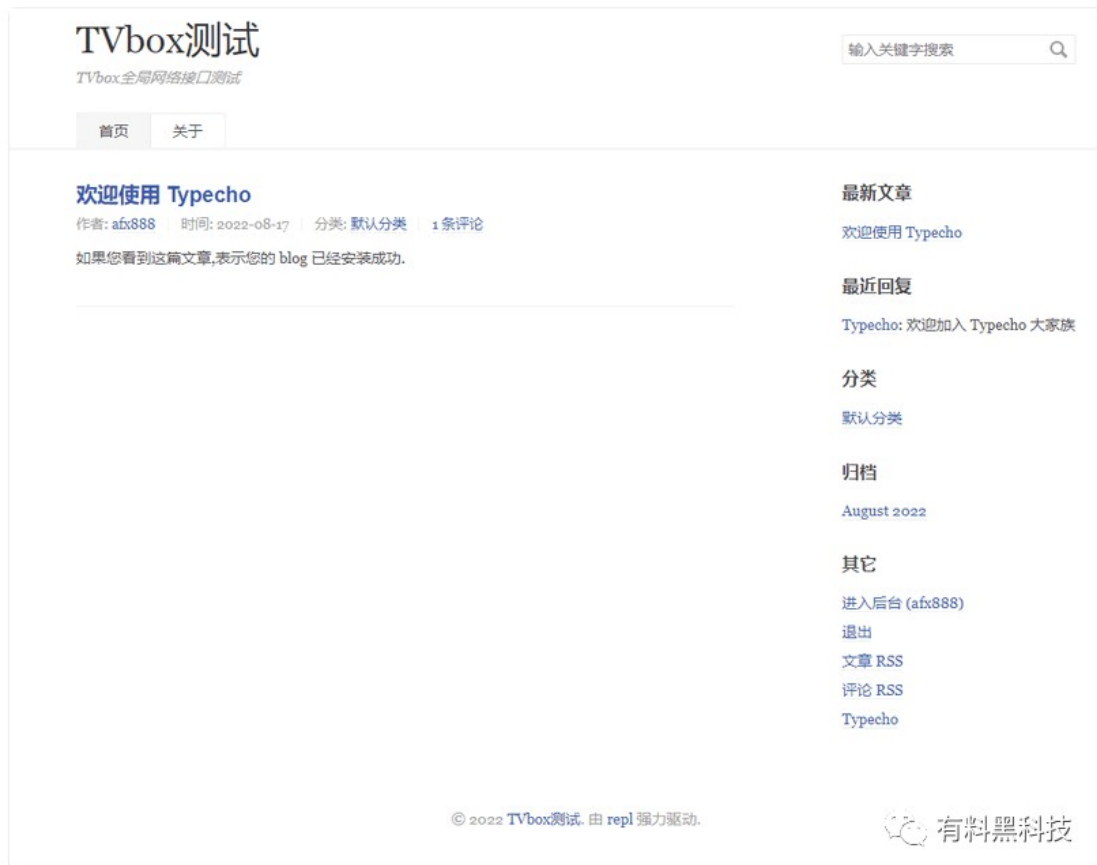 TVbox测试
TVbox全局网络接口测试
输入关键字搜索
首页 关于
欢迎使用 Typecho
作者: afx888 时间: 2022-08-17 分类: 默认分类 1 条评论
如果您看到这篇文章,表示您的 blog 已经安装成功.
最新文章
欢迎使用 Typecho
最近回复
Typecho: 欢迎加入 Typecho 大家族
分类
默认分类
归档
August 2022
其它
进入后台 (afx888)
退出
文章 RSS
评论 RSS
Typecho
© 2022 TVbox测试. 由 repl 强力驱动.
有料黑科技